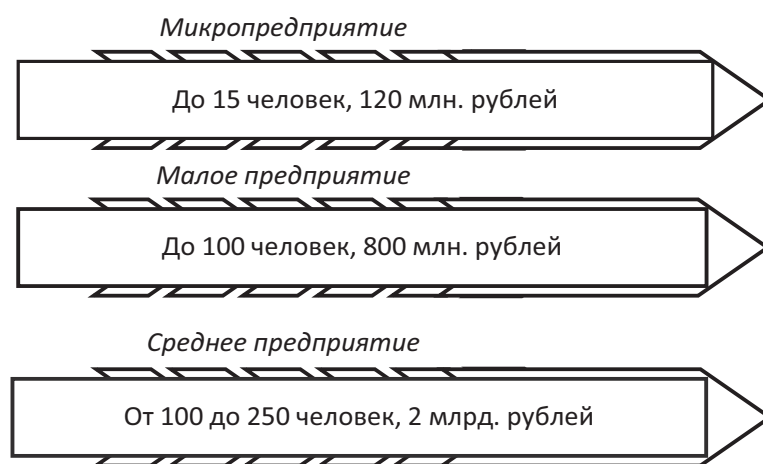 Микропредприятие
До 15 человек, 120 млн. рублей
Малое предприятие
До 100 человек, 800 млн. рублей
Среднее предприятие
От 100 до 250 человек, 2 млрд. рублей